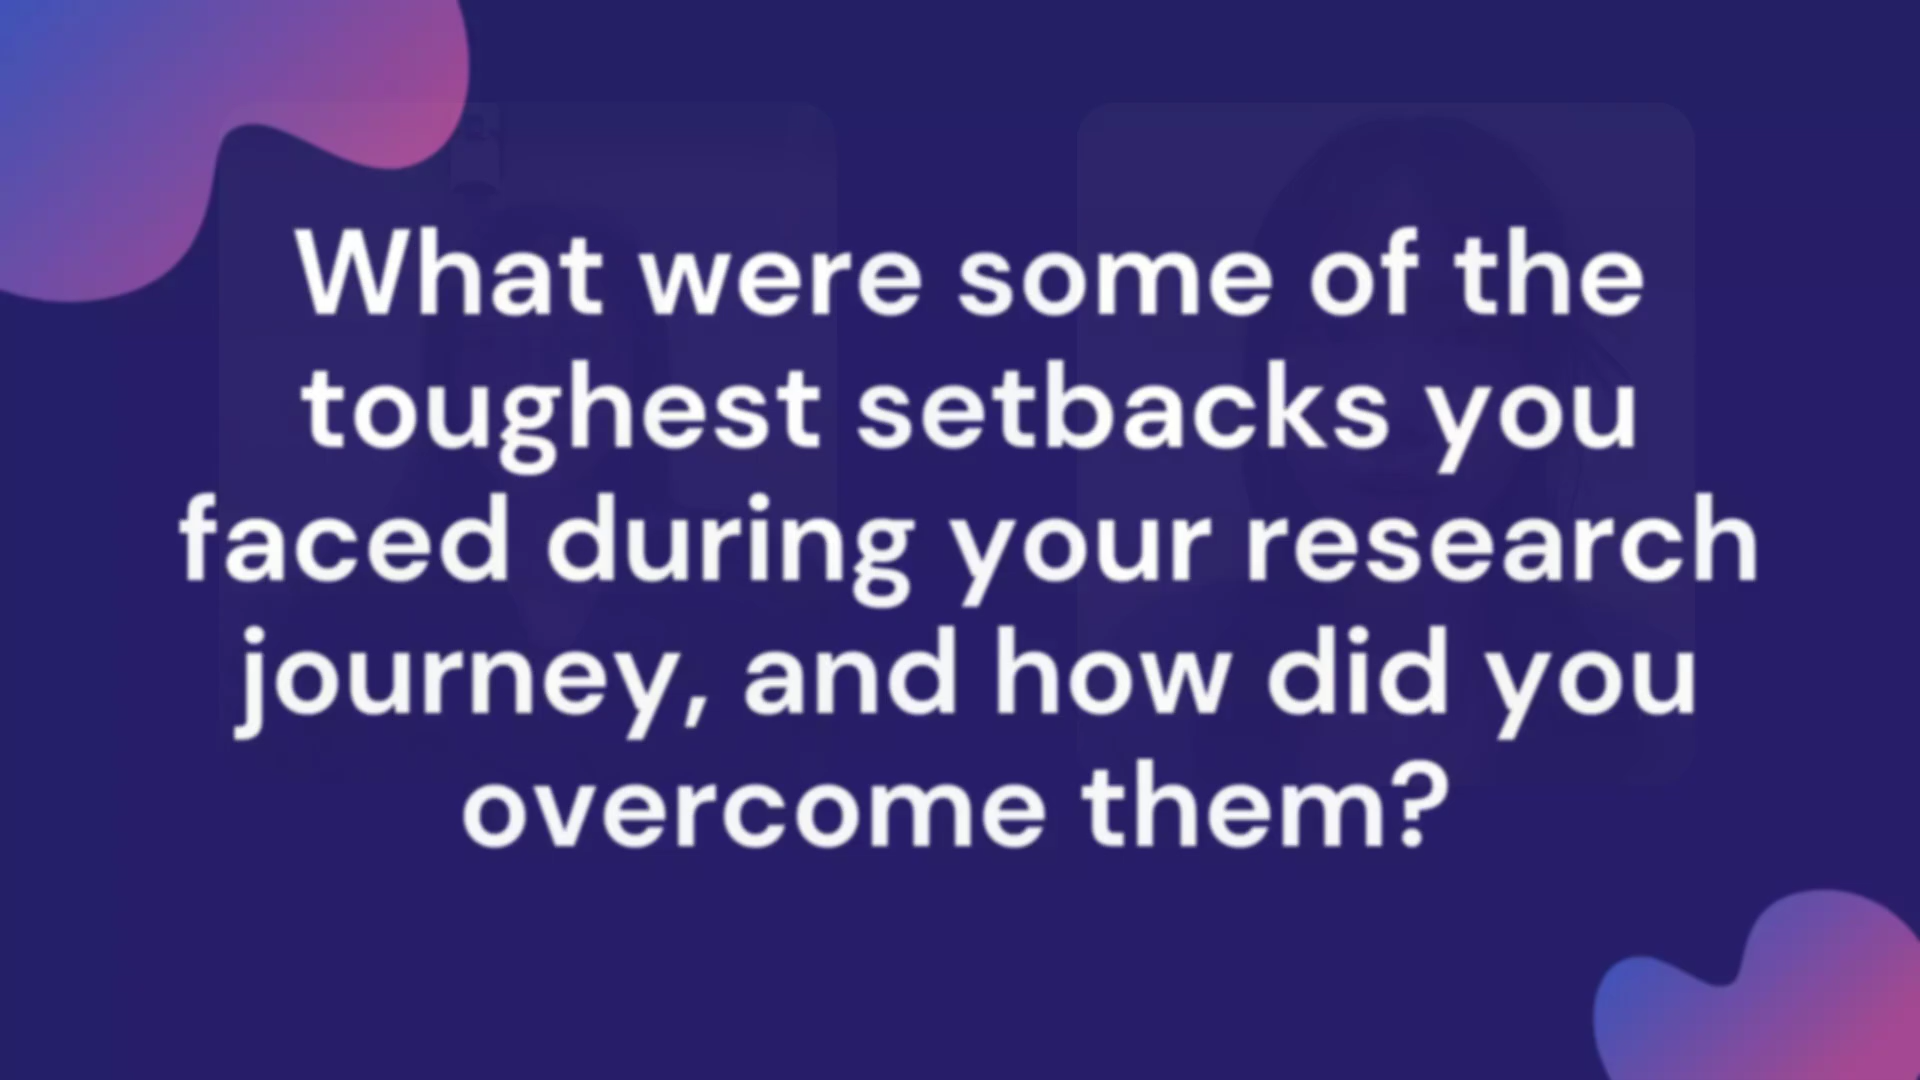 What were some of the
toughest setbacks you
faced during your research
journey, and how did you
overcome them?